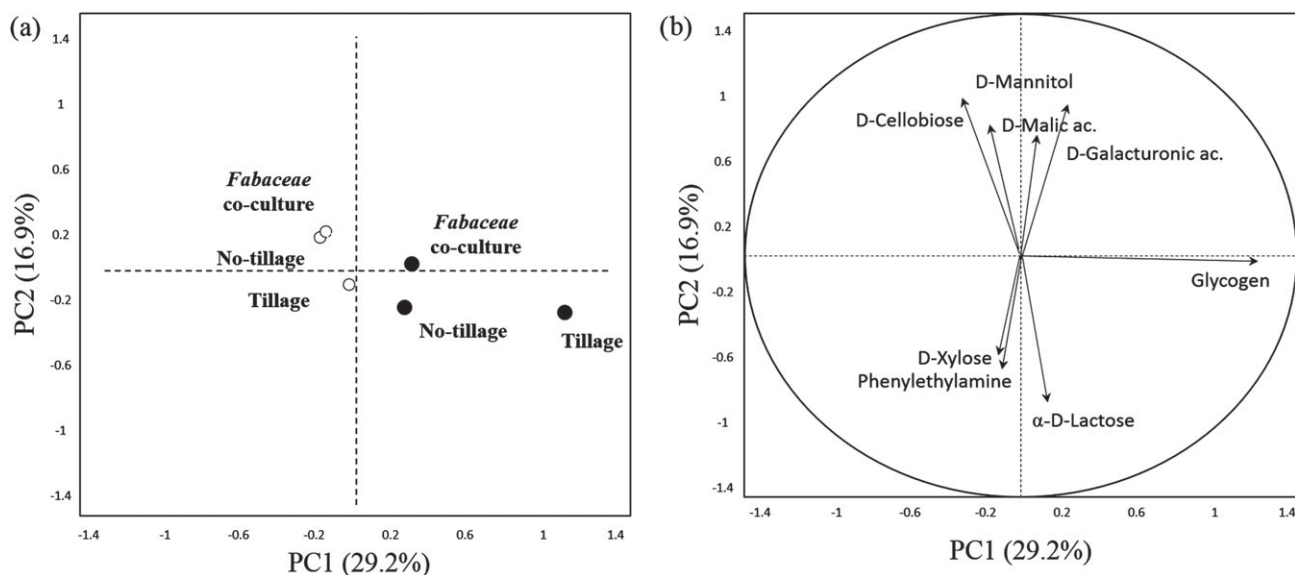 (a)
1.4
1
0.6
0.2
-0.2
-0.6
-1
-1.4
PC2 (16.9%)
Fabaceae
co-culture
No-tillage
Tillage
Fabaceae
co-culture
No-tillage
Tillage
-1.4 -1 -0.6 -0.2 0.2 0.6 1 1.4
PC1 (29.2%)
(b)
1.4
1
0.6
0.2
-0.2
-0.6
-1
-1.4
PC2 (16.9%)
D-Mannitol
D-Cellobiose
D-Malic ac.
D-Galacturonic ac.
Glycogen
D-Xylose
Phenylethylamine
α-D-Lactose
-1.4 -1 -0.6 -0.2 0.2 0.6 1 1.4
PC1 (29.2%)